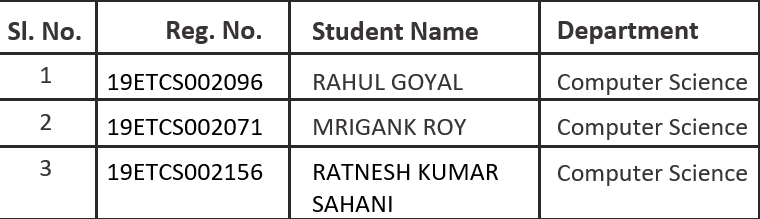 Sl. No. Reg. No. Student Name Department
1 19ETCS002096 RAHUL GOYAL Computer Science
2 19ETCS002071 MRIGANK ROY Computer Science
3 19ETCS002156 RATNESH KUMAR Computer Science
SAHANI